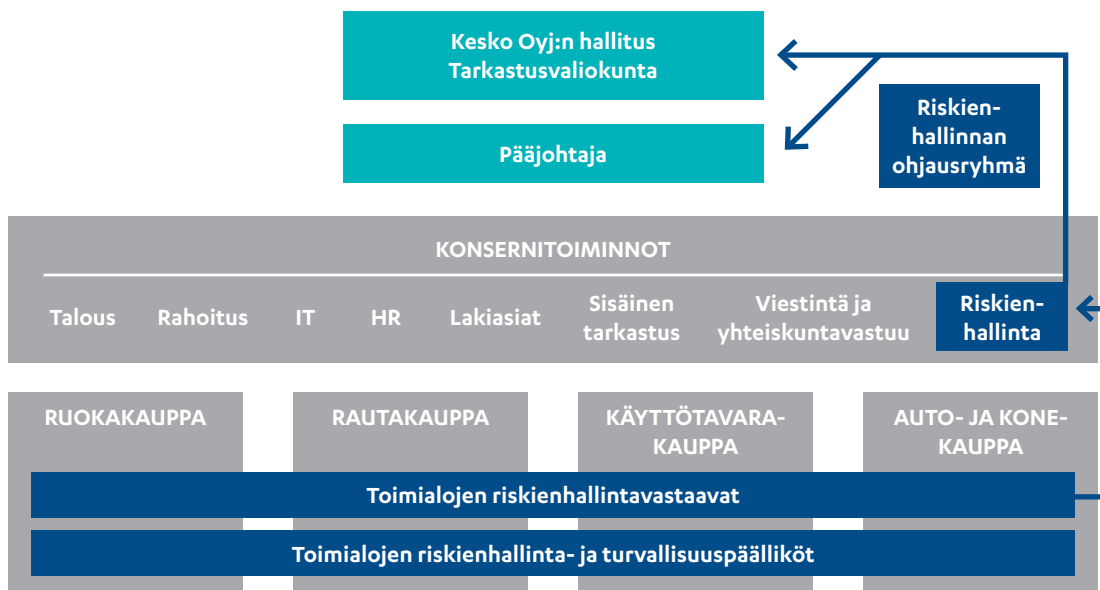 Kesko Oyj:n hallitus
Tarkastusvaliokunta
Pääjohtaja
Riskien-
hallinnan
ohjausryhmä
KONSERNITOIMINNOT
Talous
Rahoitus
IT
HR
Lakiasiat
Sisäinen
tarkastus
Viestintä ja
yhteiskuntavastuu
Riskien-
hallinta
RUOKAKAUPPA
RAUTAKAUPPA
KÄYTTÖTAVARA-
KAUPPA
AUTO- JA KONE-
KAUPPA
Toimialojen riskienhallintavastaavat
Toimialojen riskienhallinta- ja turvallisuuspäälliköt